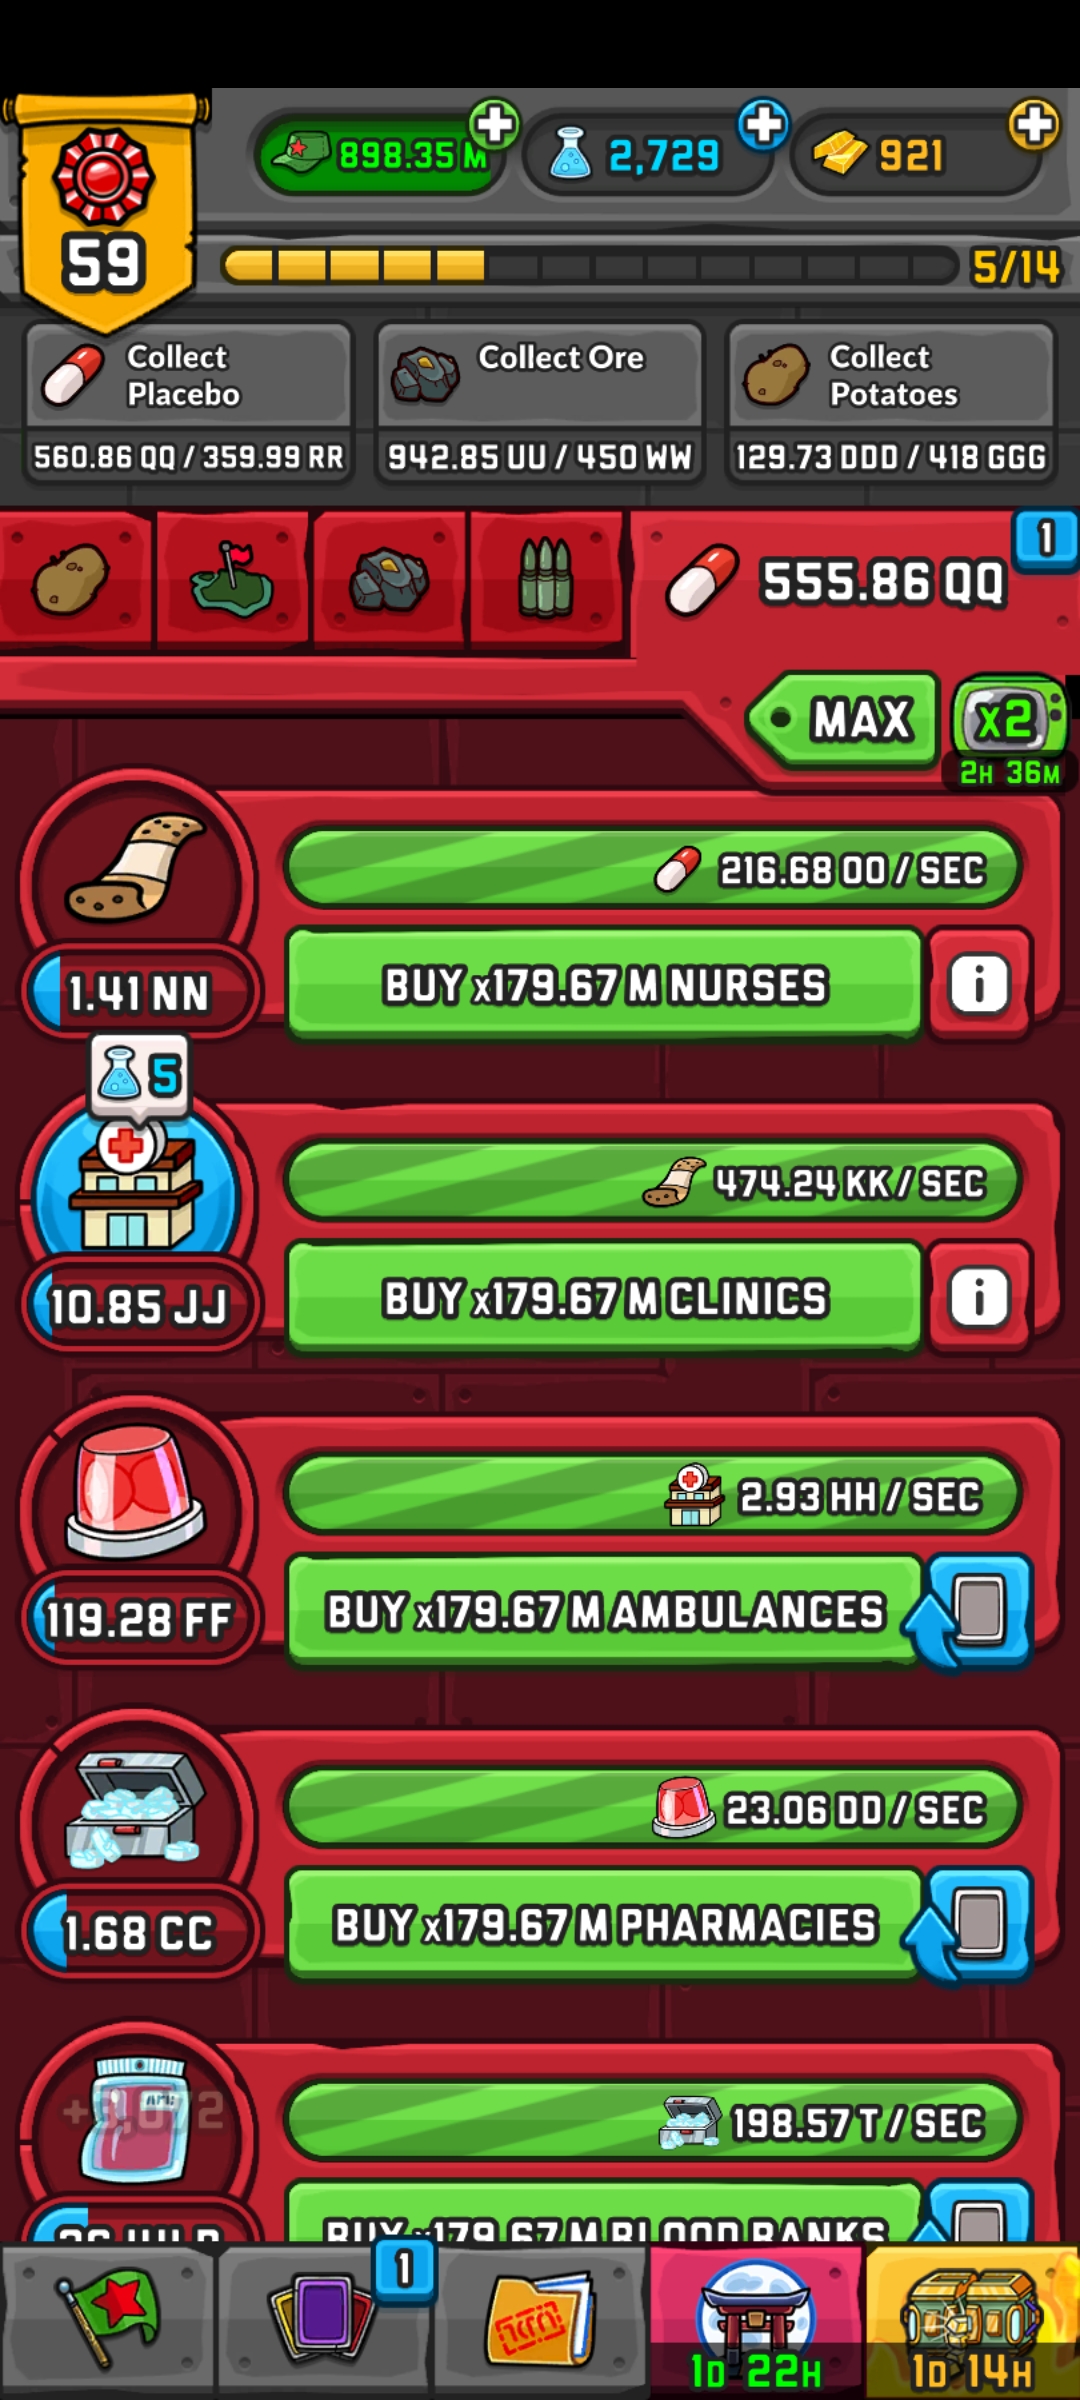 898.35 M
2,729
921
59
5/14
Collect Placebo
560.86 QQ / 359.99 RR
Collect Ore
942.85 UU / 450 WW
Collect Potatoes
129.73 DDD / 418 GGG
555.86 QQ
1
MAX
x2
2H 36M
216.68 OO / SEC
1.41 NN
BUY x179.67 M NURSES
i
5
474.24 KK / SEC
10.85 JJ
BUY x179.67 M CLINICS
i
2.93 HH / SEC
119.28 FF
BUY x179.67 M AMBULANCES
23.06 DD / SEC
1.68 CC
BUY x179.67 M PHARMACIES
198.57 T / SEC
BUY x179.67 M BLOOD BANKS
1
1D 22H
1D 14H